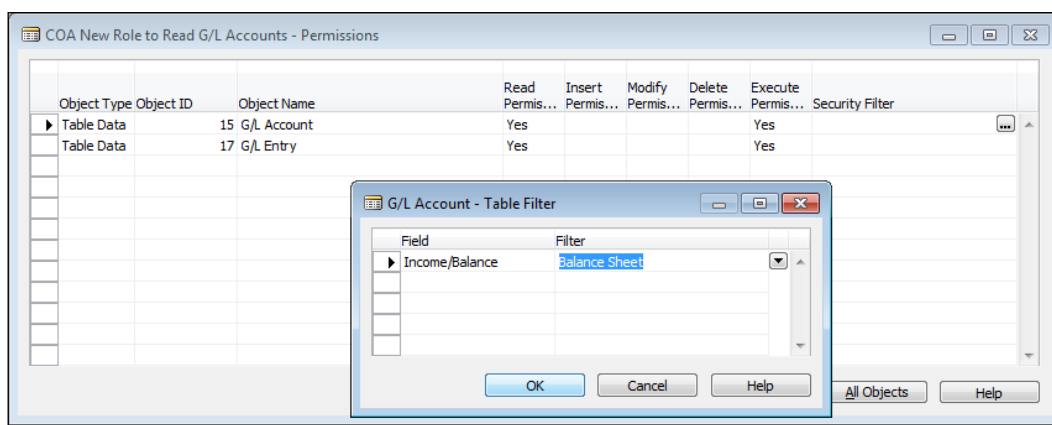 COA New Role to Read G/L Accounts - Permissions
Object Type Object ID Object Name Read Permis... Insert Permis... Modify Permis... Delete Permis... Execute Permis... Security Filter
Table Data 15 G/L Account Yes Yes ...
Table Data 17 G/L Entry Yes Yes
G/L Account - Table Filter
Field Filter
Income/Balance Balance Sheet
OK Cancel Help
All Objects Help